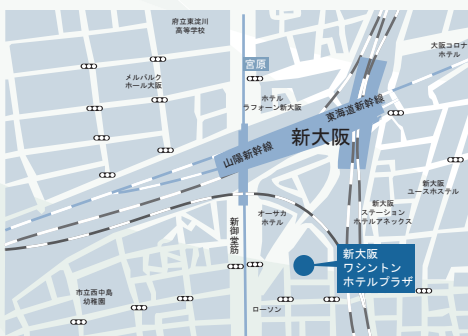 府立東淀川
高等学校
メルパルク
ホール大阪
宮原
ホテル
ラフォーレ新大阪
大阪コロナ
ホテル
東海道新幹線
新大阪
山陽新幹線
新御堂筋
オーサカ
ホテル
新大阪
ステーション
ホテルアネックス
新大阪
ユースホステル
新大阪
ワシントン
ホテルプラザ
市立西中島
幼稚園
ローソン